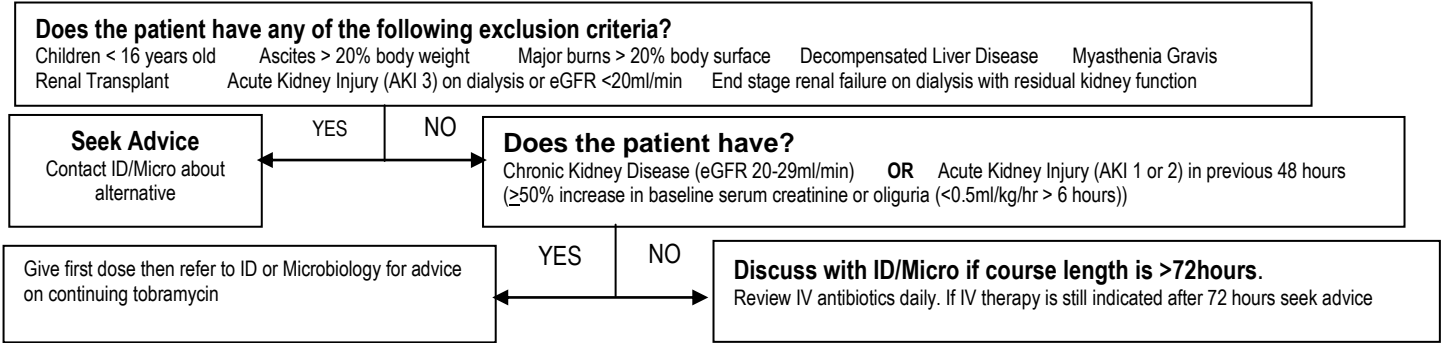 Does the patient have any of the following exclusion criteria?
Children < 16 years old Ascites > 20% body weight Major burns > 20% body surface Decompensated Liver Disease Myasthenia Gravis
Renal Transplant Acute Kidney Injury (AKI 3) on dialysis or eGFR <20ml/min End stage renal failure on dialysis with residual kidney function
YES NO
Seek Advice
Contact ID/Micro about
alternative
Does the patient have?
Chronic Kidney Disease (eGFR 20-29ml/min) OR Acute Kidney Injury (AKI 1 or 2) in previous 48 hours
(≥50% increase in baseline serum creatinine or oliguria (<0.5ml/kg/hr > 6 hours))
YES NO
Give first dose then refer to ID or Microbiology for advice
on continuing tobramycin
Discuss with ID/Micro if course length is >72hours.
Review IV antibiotics daily. If IV therapy is still indicated after 72 hours seek advice